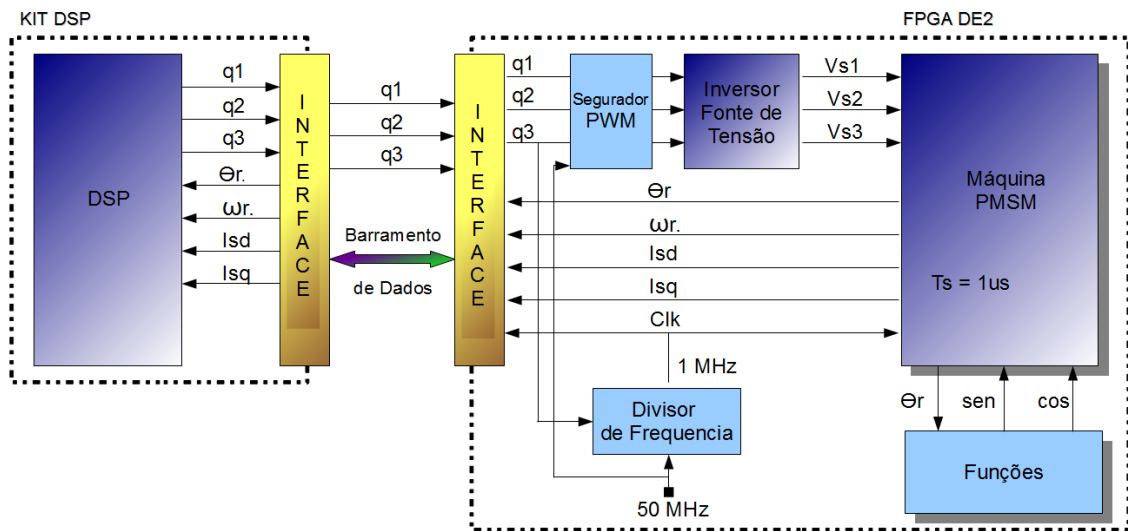 KIT DSP
FPGA DE2
DSP
q1
q2
q3
Өr.
ωr.
Isd
Isq
INTERFACE
q1
q2
q3
Barramento
de Dados
INTERFACE
q1
q2
q3
Segurador
PWM
Inversor
Fonte de
Tensão
Vs1
Vs2
Vs3
Máquina
PMSM
Ts = 1us
Өr
ωr.
Isd
Isq
Clk
1 MHz
Divisor
de Frequencia
50 MHz
Өr
sen
cos
Funções